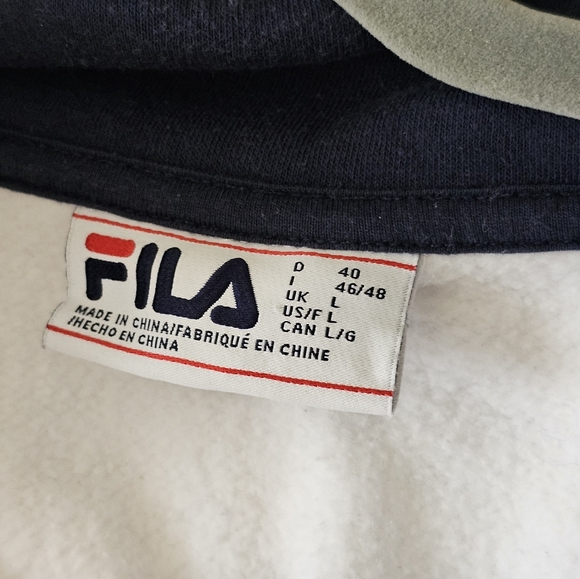 FILA
D 40
I 46/48
UK L
US/F L
CAN L/G
MADE IN CHINA/FABRIQUÉ EN CHINE
/HECHO EN CHINA